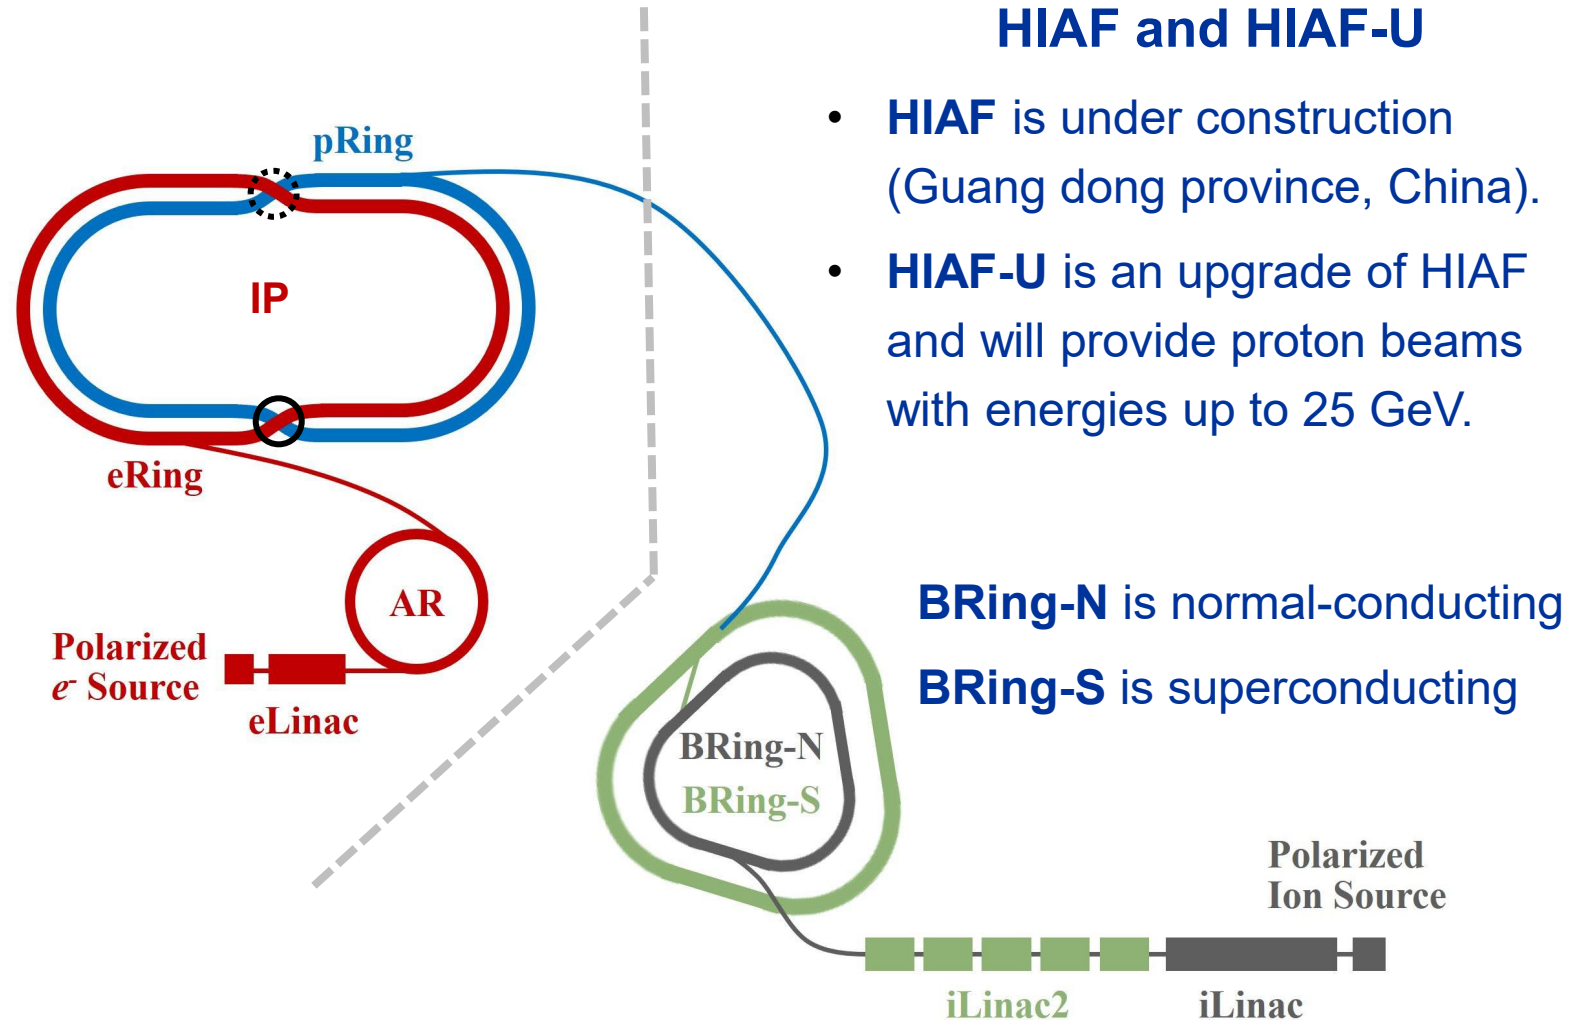 HIAF and HIAF-U
• HIAF is under construction
(Guang dong province, China).
• HIAF-U is an upgrade of HIAF
and will provide proton beams
with energies up to 25 GeV.
BRing-N is normal-conducting
BRing-S is superconducting
pRing
IP
eRing
AR
Polarized
e- Source
eLinac
BRing-N
BRing-S
Polarized
Ion Source
iLinac2
iLinac